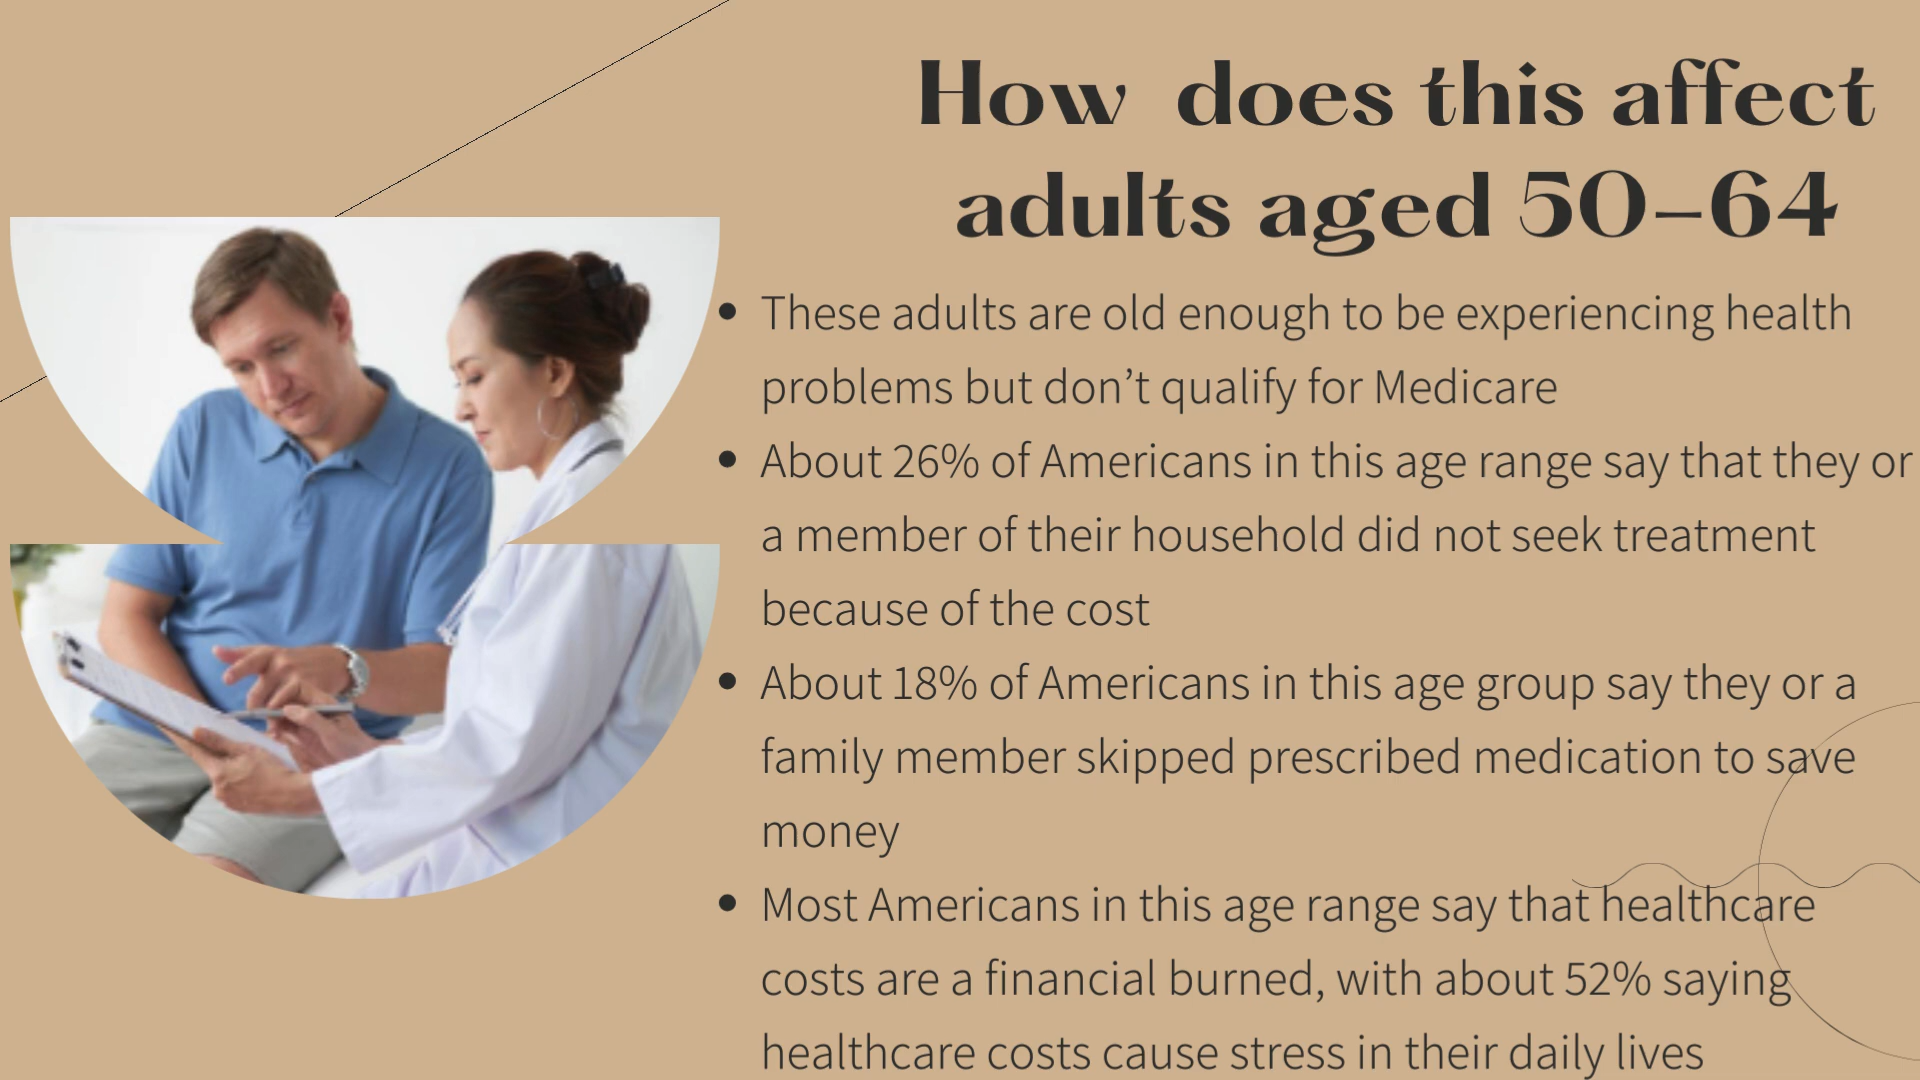 How does this affect
adults aged 50–64
• These adults are old enough to be experiencing health
problems but don’t qualify for Medicare
• About 26% of Americans in this age range say that they or
a member of their household did not seek treatment
because of the cost
• About 18% of Americans in this age group say they or a
family member skipped prescribed medication to save
money
• Most Americans in this age range say that healthcare
costs are a financial burned, with about 52% saying
healthcare costs cause stress in their daily lives